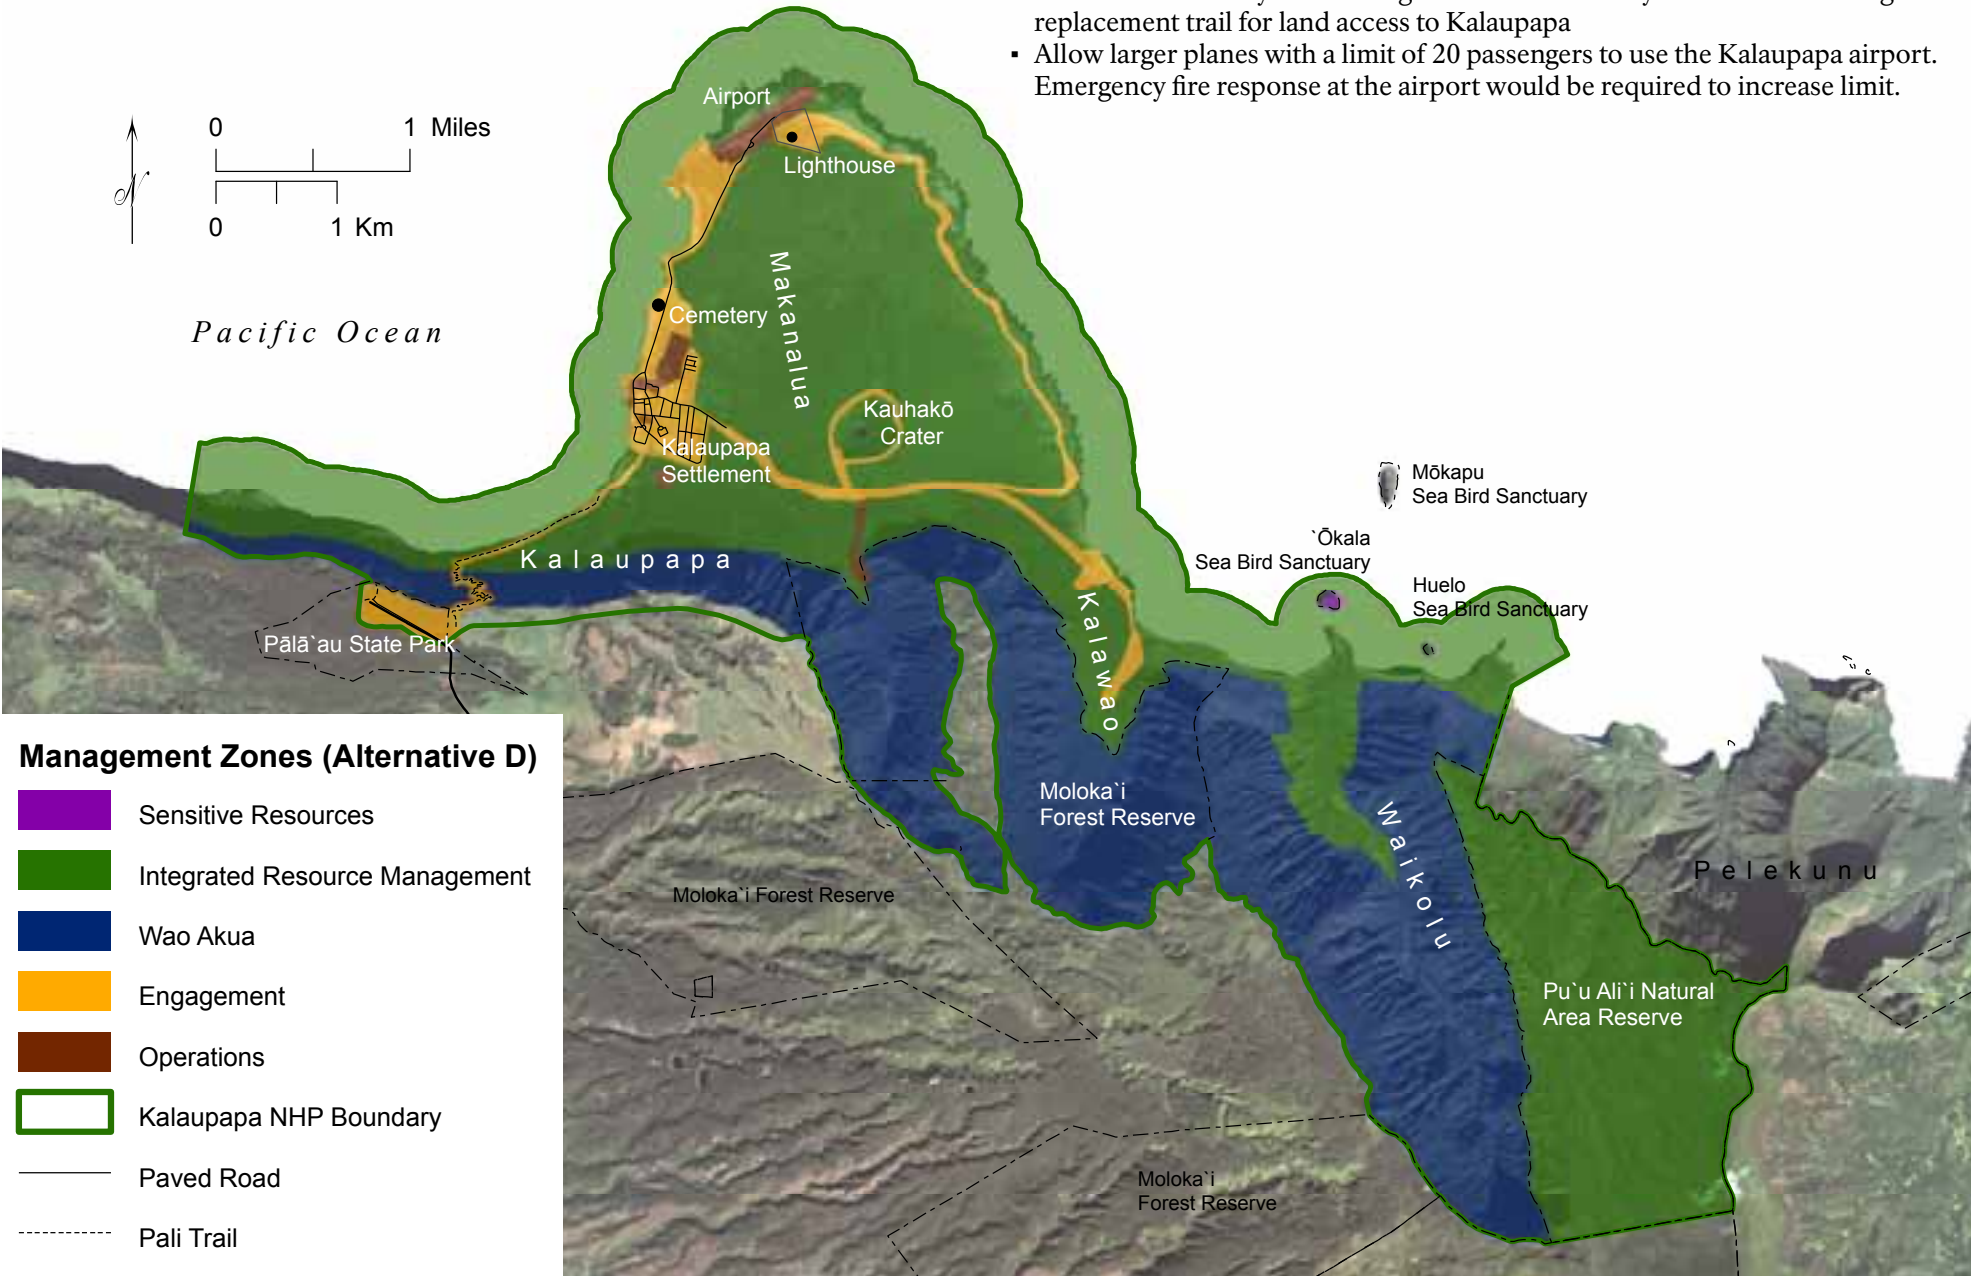 replacement trail for land access to Kalaupapa
▪ Allow larger planes with a limit of 20 passengers to use the Kalaupapa airport.
Emergency fire response at the airport would be required to increase limit.
0 1 Miles
0 1 Km
N
Pacific Ocean
Airport
Lighthouse
Makanalua
Cemetery
Kauhakō
Crater
Kalaupapa
Settlement
Mōkapu
Sea Bird Sanctuary
`Ōkala
Sea Bird Sanctuary
Huelo
Sea Bird Sanctuary
Kalaupapa
Kalawao
Pālā`au State Park
Moloka`i
Forest Reserve
Waikolu
Pelekunu
Moloka`i Forest Reserve
Pu`u Ali`i Natural
Area Reserve
Moloka`i
Forest Reserve
Management Zones (Alternative D)
Sensitive Resources
Integrated Resource Management
Wao Akua
Engagement
Operations
Kalaupapa NHP Boundary
Paved Road
Pali Trail